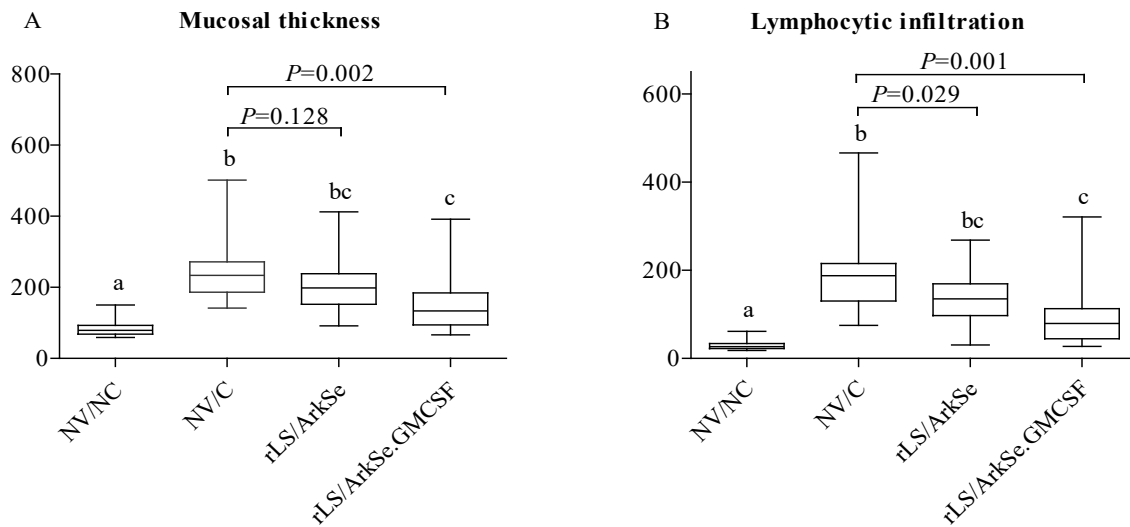 A
Mucosal thickness
800
600
400
200
0
P=0.002
P=0.128
a
b
bc
c
NV/NC
NV/C
rLS/ArkSe
rLS/ArkSe.GMCSF
B
Lymphocytic infiltration
600
400
200
0
P=0.001
P=0.029
a
b
bc
c
NV/NC
NV/C
rLS/ArkSe
rLS/ArkSe.GMCSF